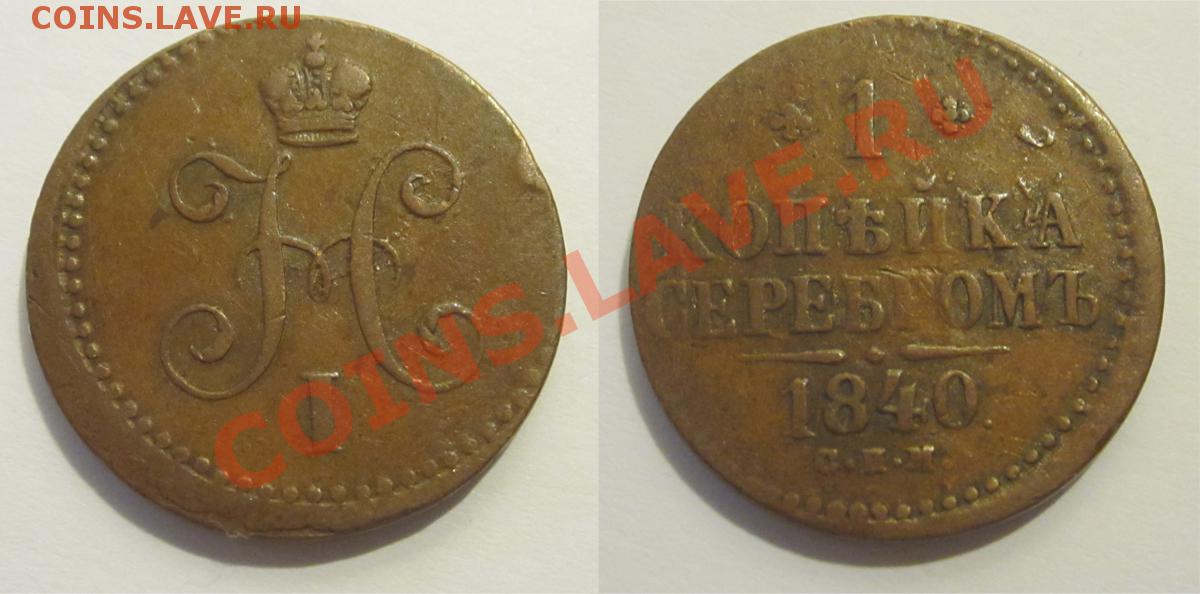 COINS.LAVE.RU
H
I
COINS.LAVE.RU
1
КОПѢЙКА
СЕРЕБРОМЪ
1840.